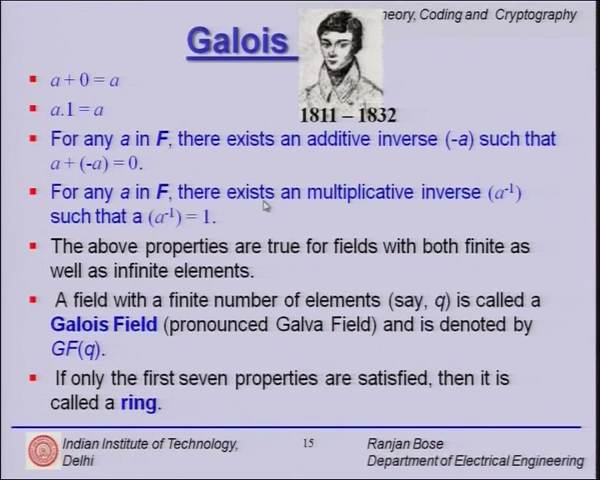 heory, Coding and Cryptography
Galois
1811 – 1832
▪ a + 0 = a
▪ a.1 = a
▪ For any a in F, there exists an additive inverse (-a) such that
a + (-a) = 0.
▪ For any a in F, there exists an multiplicative inverse (a⁻¹)
such that a (a⁻¹) = 1.
▪ The above properties are true for fields with both finite as
well as infinite elements.
▪ A field with a finite number of elements (say, q) is called a
Galois Field (pronounced Galva Field) and is denoted by
GF(q).
▪ If only the first seven properties are satisfied, then it is
called a ring.
Indian Institute of Technology,
Delhi
15
Ranjan Bose
Department of Electrical Engineering